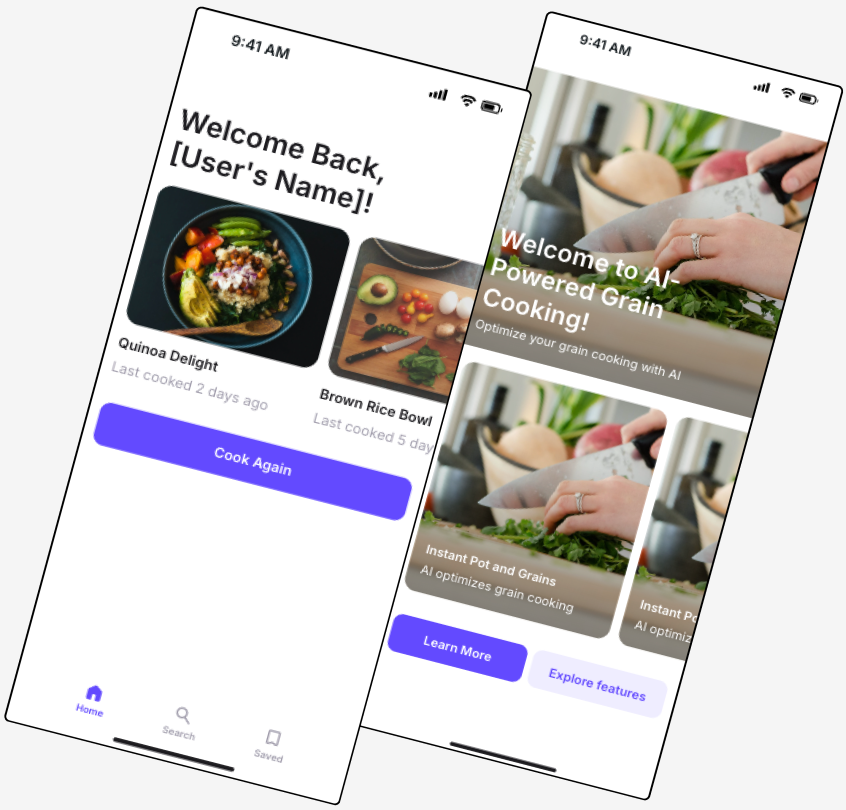 9:41 AM
Welcome Back,
[User's Name]!
Quinoa Delight
Last cooked 2 days ago
Brown Rice Bowl
Last cooked 5 day
Cook Again
Home
Search
Saved
9:41 AM
Welcome to AI-
Powered Grain
Cooking!
Optimize your grain cooking with AI
Instant Pot and Grains
AI optimizes grain cooking
Instant Po
AI optimiz
Learn More
Explore features